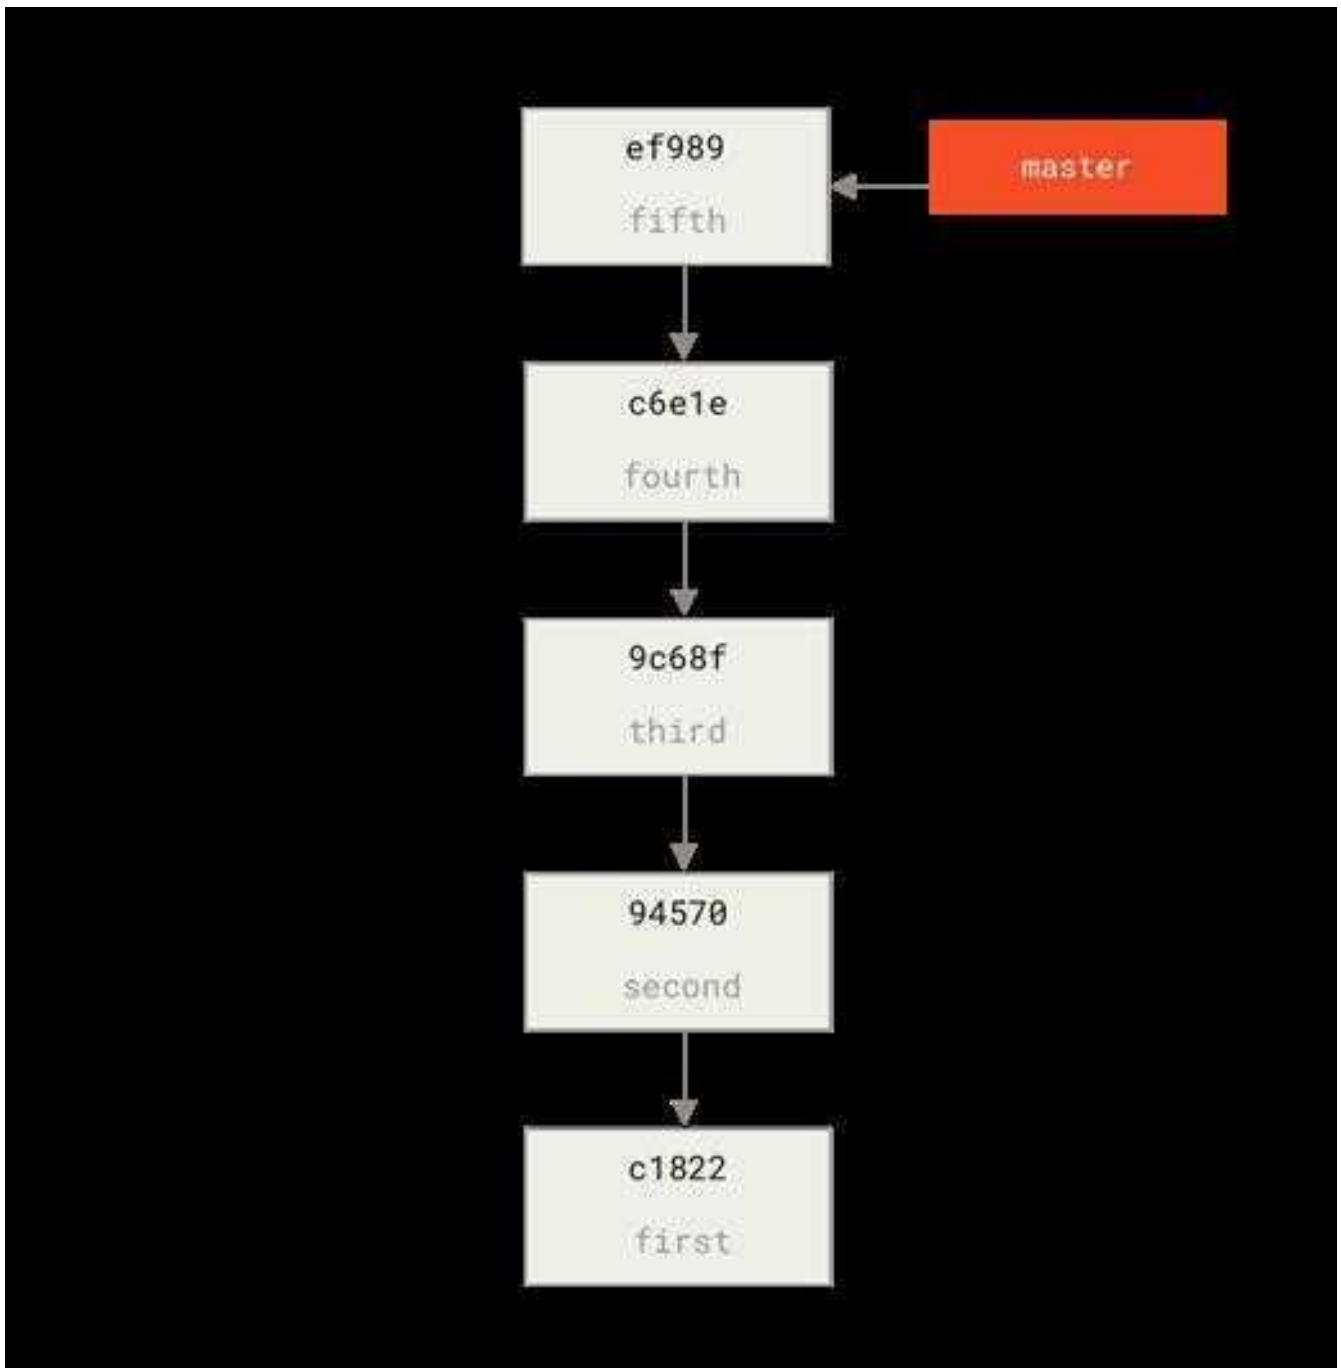 ef989
fifth
master
c6e1e
fourth
9c68f
third
94570
second
c1822
first